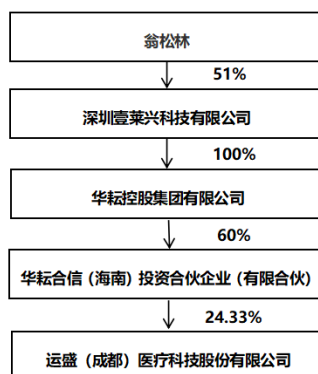 翁松林
51%
深圳壹莱兴科技有限公司
100%
华耘控股集团有限公司
60%
华耘合信（海南）投资合伙企业（有限合伙）
24.33%
运盛（成都）医疗科技股份有限公司